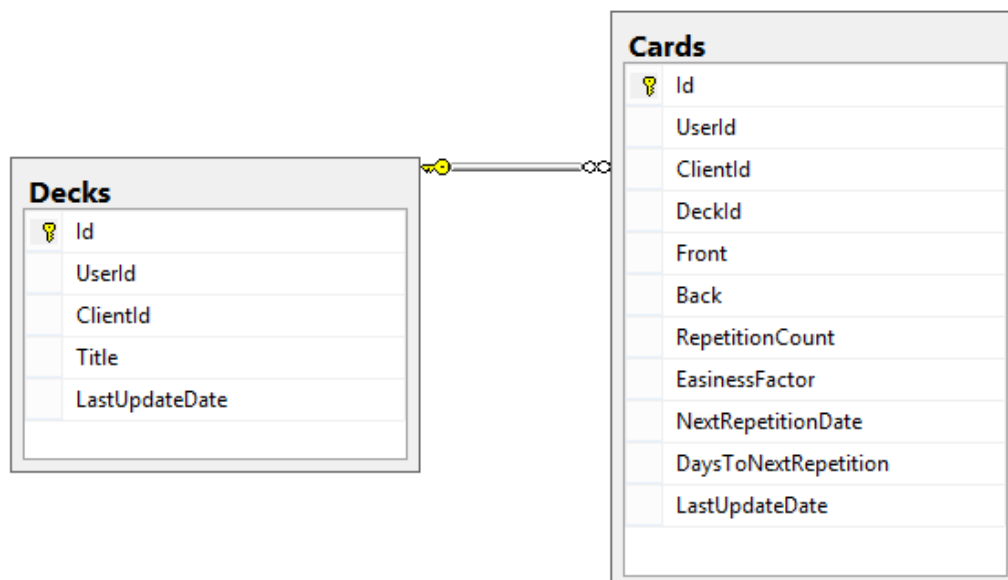 Decks
Id
UserId
ClientId
Title
LastUpdateDate
Cards
Id
UserId
ClientId
DeckId
Front
Back
RepetitionCount
EasinessFactor
NextRepetitionDate
DaysToNextRepetition
LastUpdateDate